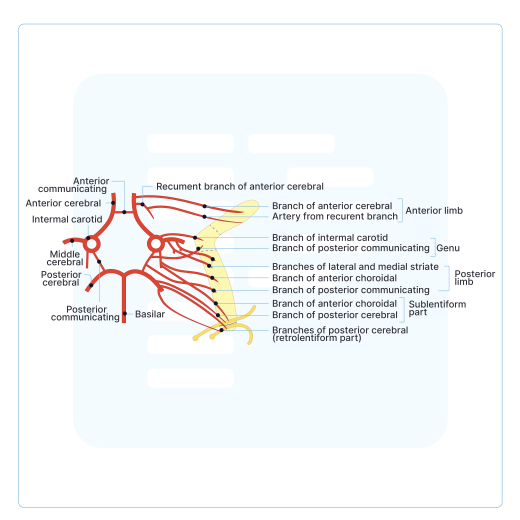 Anterior
communicating
Recument branch of anterior cerebral
Anterior cerebral
Internal carotid
Middle
cerebral
Posterior
cerebral
Posterior
communicating
Basilar
Branch of anterior cerebral
Artery from recurent branch
Anterior limb
Branch of internal carotid
Branch of posterior communicating
Genu
Branches of lateral and medial striate
Branch of anterior choroidal
Branch of posterior communicating
Posterior
limb
Branch of anterior choroidal
Branch of posterior cerebral
Sublentiform
part
Branches of posterior cerebral
(retrolentiform part)